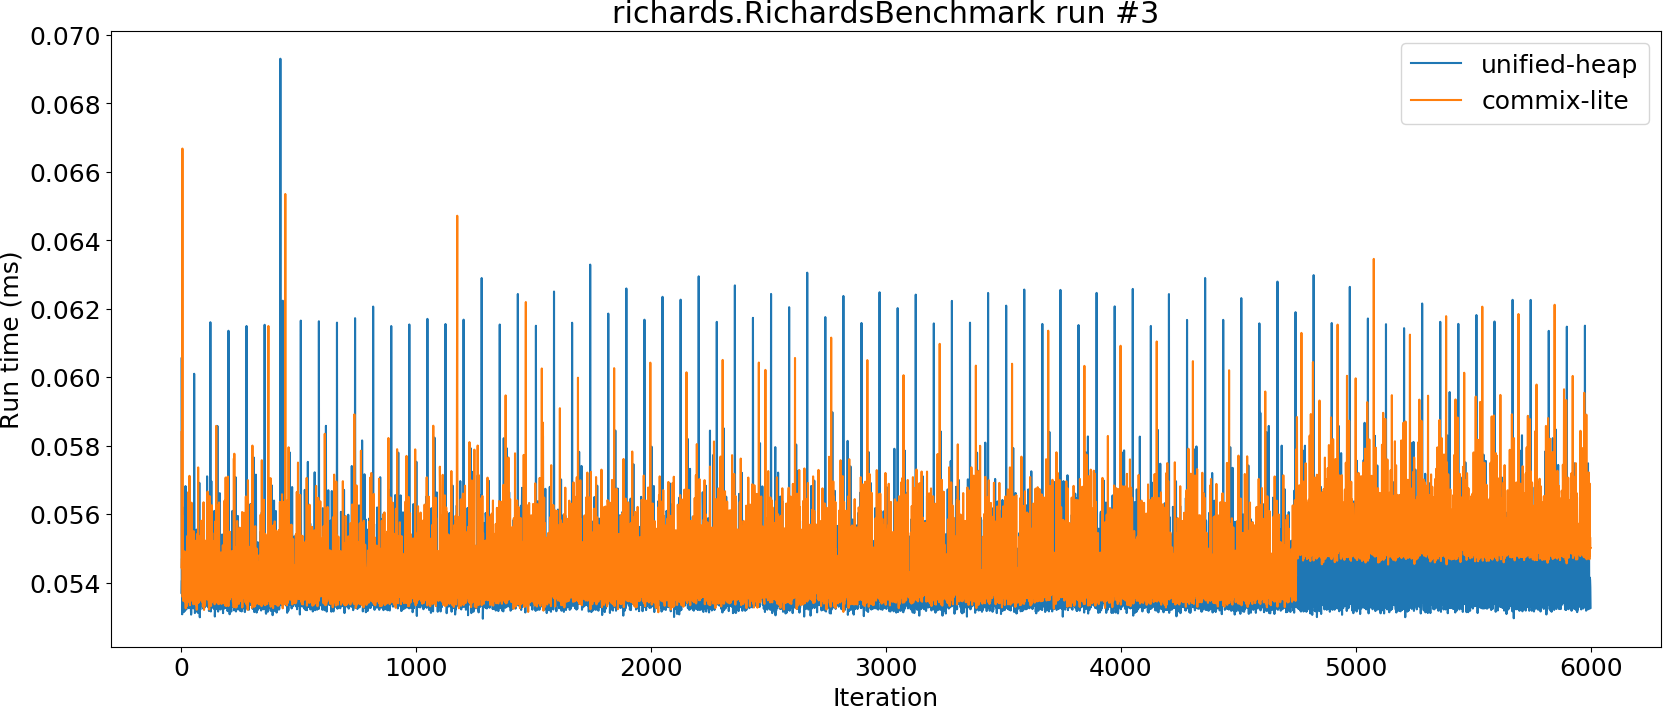 richards.RichardsBenchmark run #3
unified-heap
commix-lite
Run time (ms)
0.070
0.068
0.066
0.064
0.062
0.060
0.058
0.056
0.054
0 1000 2000 3000 4000 5000 6000
Iteration